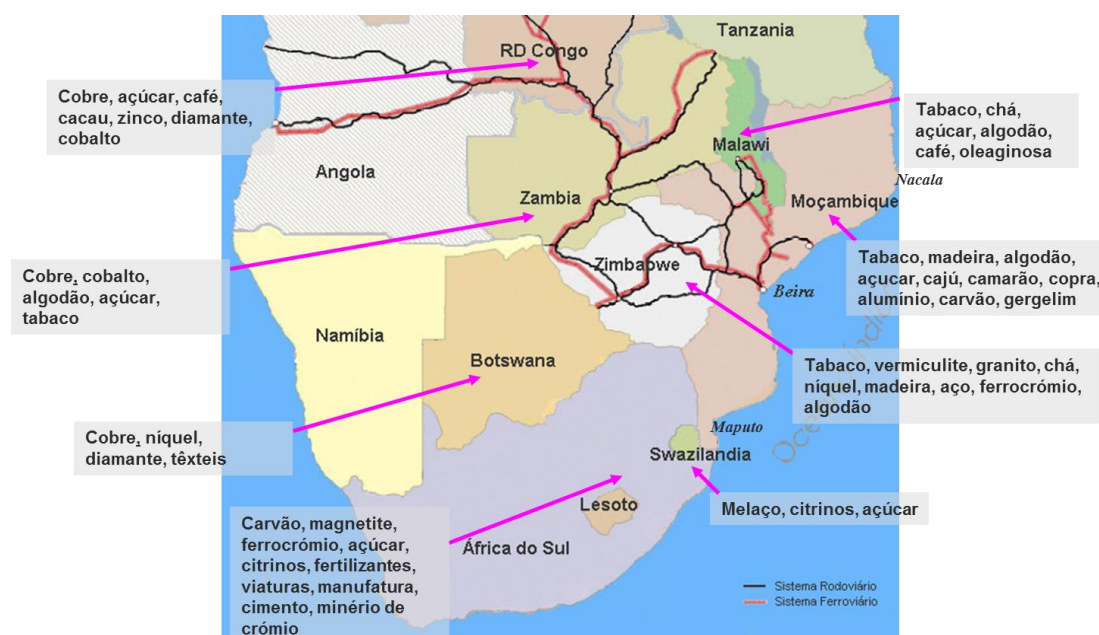 Tanzania
RD Congo
Cobre, açúcar, café,
cacau, zinco, diamante,
cobalto
Tabaco, chá,
açúcar, algodão,
café, oleaginosa
Malawi
Angola
Nacala
Zambia
Moçambique
Cobre, cobalto,
algodão, açúcar,
tabaco
Zimbabwe
Tabaco, madeira, algodão,
açucar, cajú, camarão, copra,
alumínio, carvão, gergelim
Beira
Namíbia
Botswana
Oceano Indico
Tabaco, vermiculite, granito, chá,
níquel, madeira, aço, ferrocrómio,
algodão
Cobre, níquel,
diamante, têxteis
Maputo
Swazilandia
Lesoto
Melaço, citrinos, açúcar
Carvão, magnetite,
ferrocrómio, açúcar,
citrinos, fertilizantes,
viaturas, manufatura,
cimento, minério de
crómio
África do Sul
Sistema Rodoviário
Sistema Ferroviário